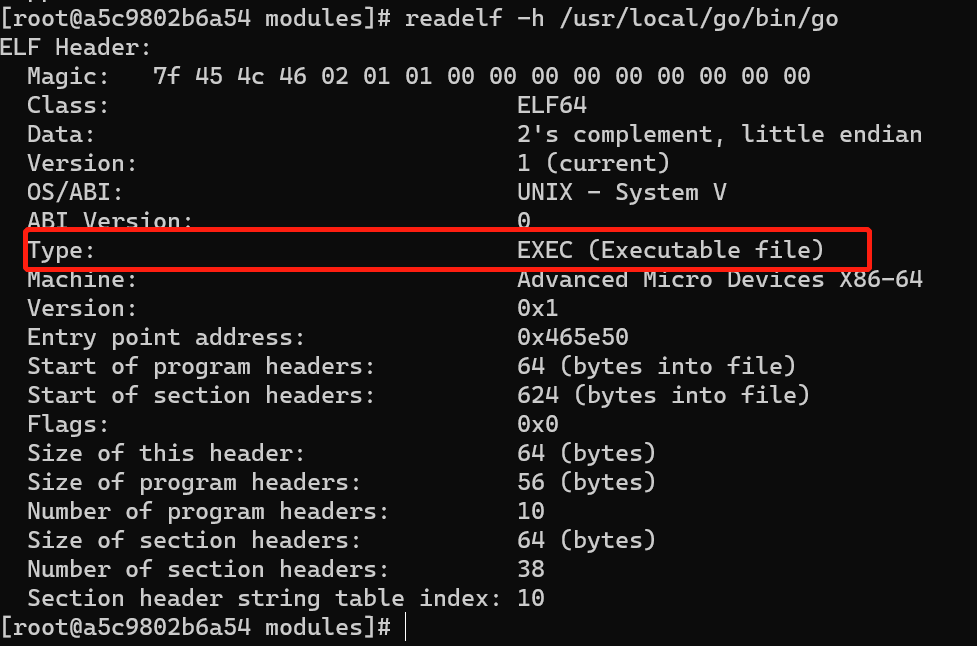 [root@a5c9802b6a54 modules]# readelf -h /usr/local/go/bin/go
ELF Header:
  Magic:   7f 45 4c 46 02 01 01 00 00 00 00 00 00 00 00 00
  Class:                             ELF64
  Data:                              2's complement, little endian
  Version:                           1 (current)
  OS/ABI:                            UNIX - System V
  ABI Version:                       0
  Type:                              EXEC (Executable file)
  Machine:                           Advanced Micro Devices X86-64
  Version:                           0x1
  Entry point address:               0x465e50
  Start of program headers:          64 (bytes into file)
  Start of section headers:          624 (bytes into file)
  Flags:                             0x0
  Size of this header:               64 (bytes)
  Size of program headers:           56 (bytes)
  Number of program headers:         10
  Size of section headers:           64 (bytes)
  Number of section headers:         38
  Section header string table index: 10
[root@a5c9802b6a54 modules]#